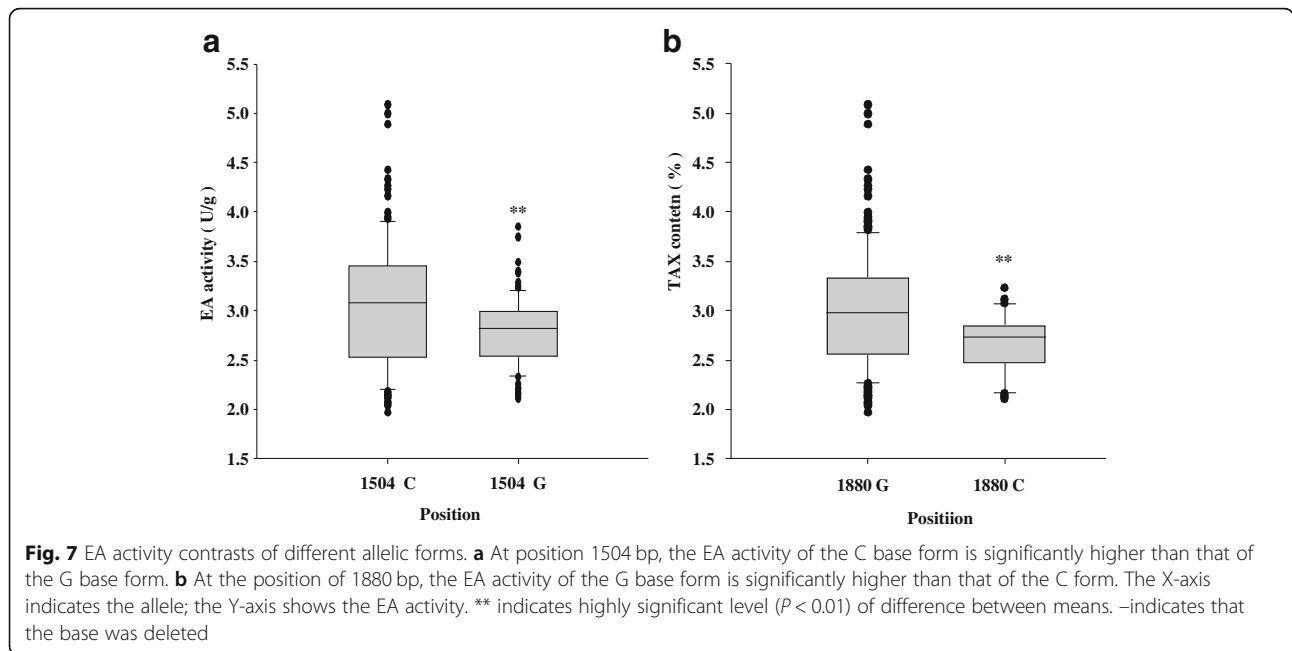 a
5.5
5.0
4.5
4.0
3.5
3.0
2.5
2.0
1.5
EA activity ( U/g )
**
1504 C 1504 G
Position
b
5.5
5.0
4.5
4.0
3.5
3.0
2.5
2.0
1.5
TAX contetn ( % )
**
1880 G 1880 C
Positiion
Fig. 7 EA activity contrasts of different allelic forms. a At position 1504 bp, the EA activity of the C base form is significantly higher than that of
the G base form. b At the position of 1880 bp, the EA activity of the G base form is significantly higher than that of the C form. The X-axis
indicates the allele; the Y-axis shows the EA activity. ** indicates highly significant level (P < 0.01) of difference between means. –indicates that
the base was deleted